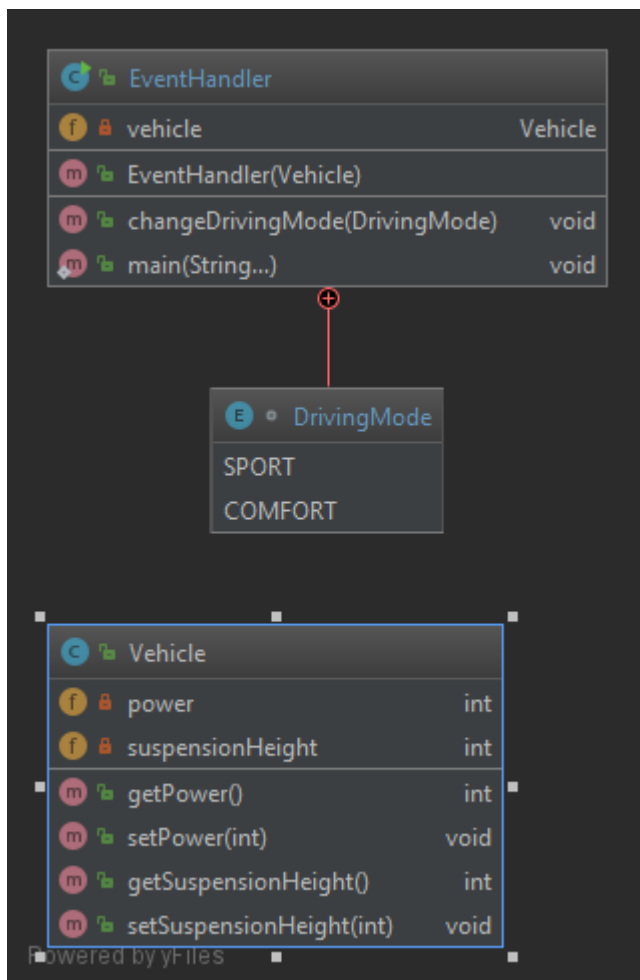 EventHandler
vehicle Vehicle
EventHandler(Vehicle)
changeDrivingMode(DrivingMode) void
main(String...) void
DrivingMode
SPORT
COMFORT
Vehicle
power int
suspensionHeight int
getPower() int
setPower(int) void
getSuspensionHeight() int
setSuspensionHeight(int) void
Powered by yFiles